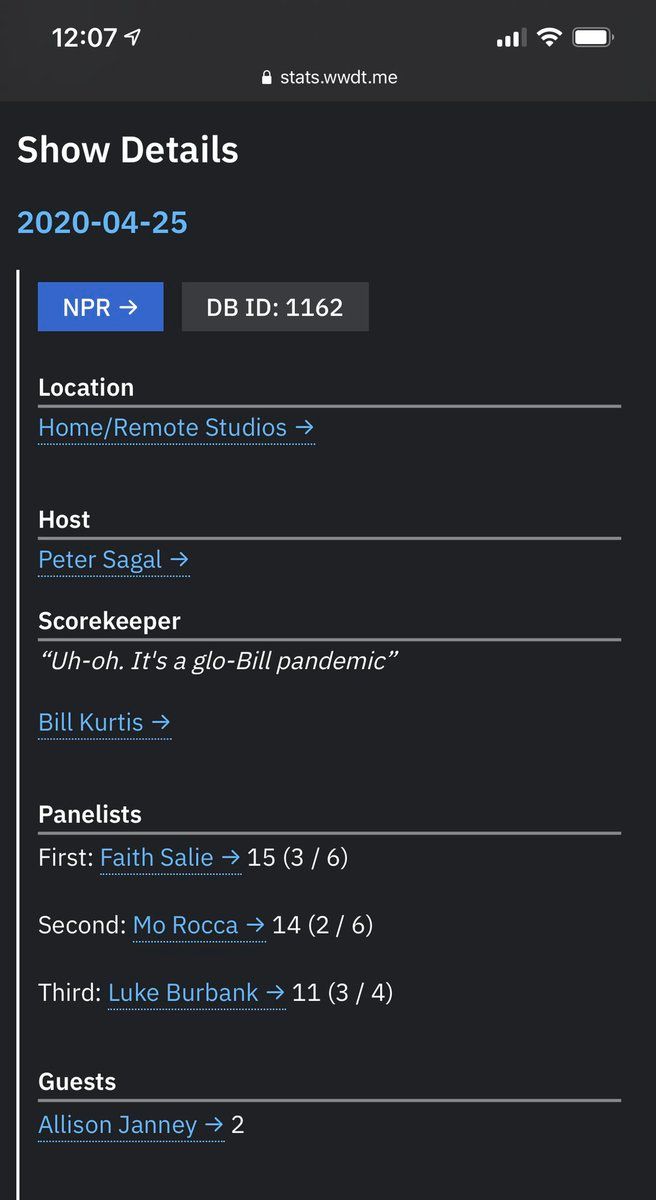 12:07
stats.wwdt.me
Show Details
2020-04-25
NPR →
DB ID: 1162
Location
Home/Remote Studios →
Host
Peter Sagal →
Scorekeeper
“Uh-oh. It's a glo-Bill pandemic”
Bill Kurtis →
Panelists
First: Faith Salie → 15 (3 / 6)
Second: Mo Rocca → 14 (2 / 6)
Third: Luke Burbank → 11 (3 / 4)
Guests
Allison Janney → 2